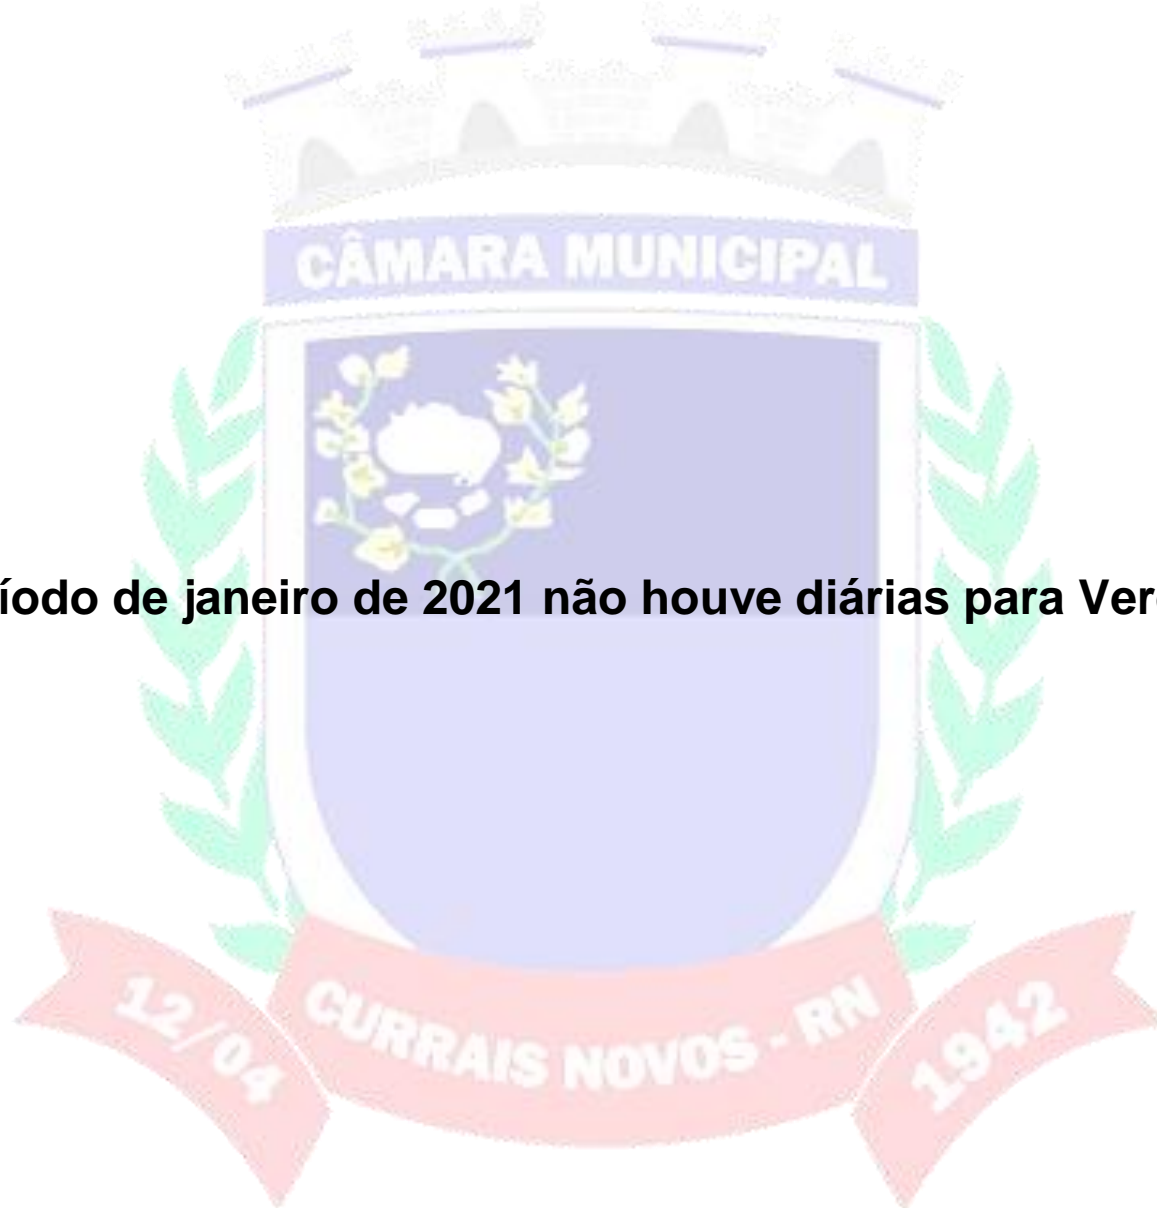 CÂMARA MUNICIPAL
íodo de janeiro de 2021 não houve diárias para Ver
12/04
CURRAIS NOVOS - RN
1942